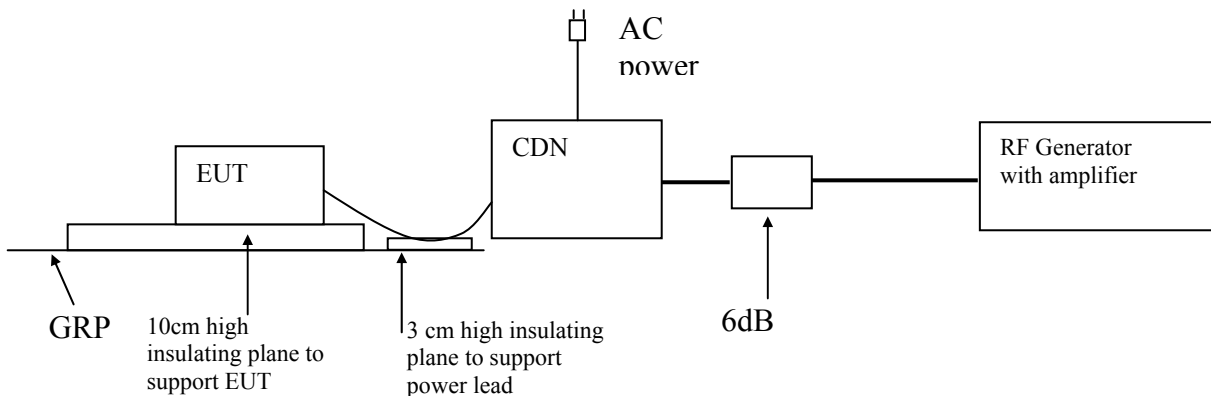 AC
power
CDN
RF Generator
with amplifier
EUT
GRP
10cm high
insulating plane to
support EUT
3 cm high insulating
plane to support
power lead
6dB